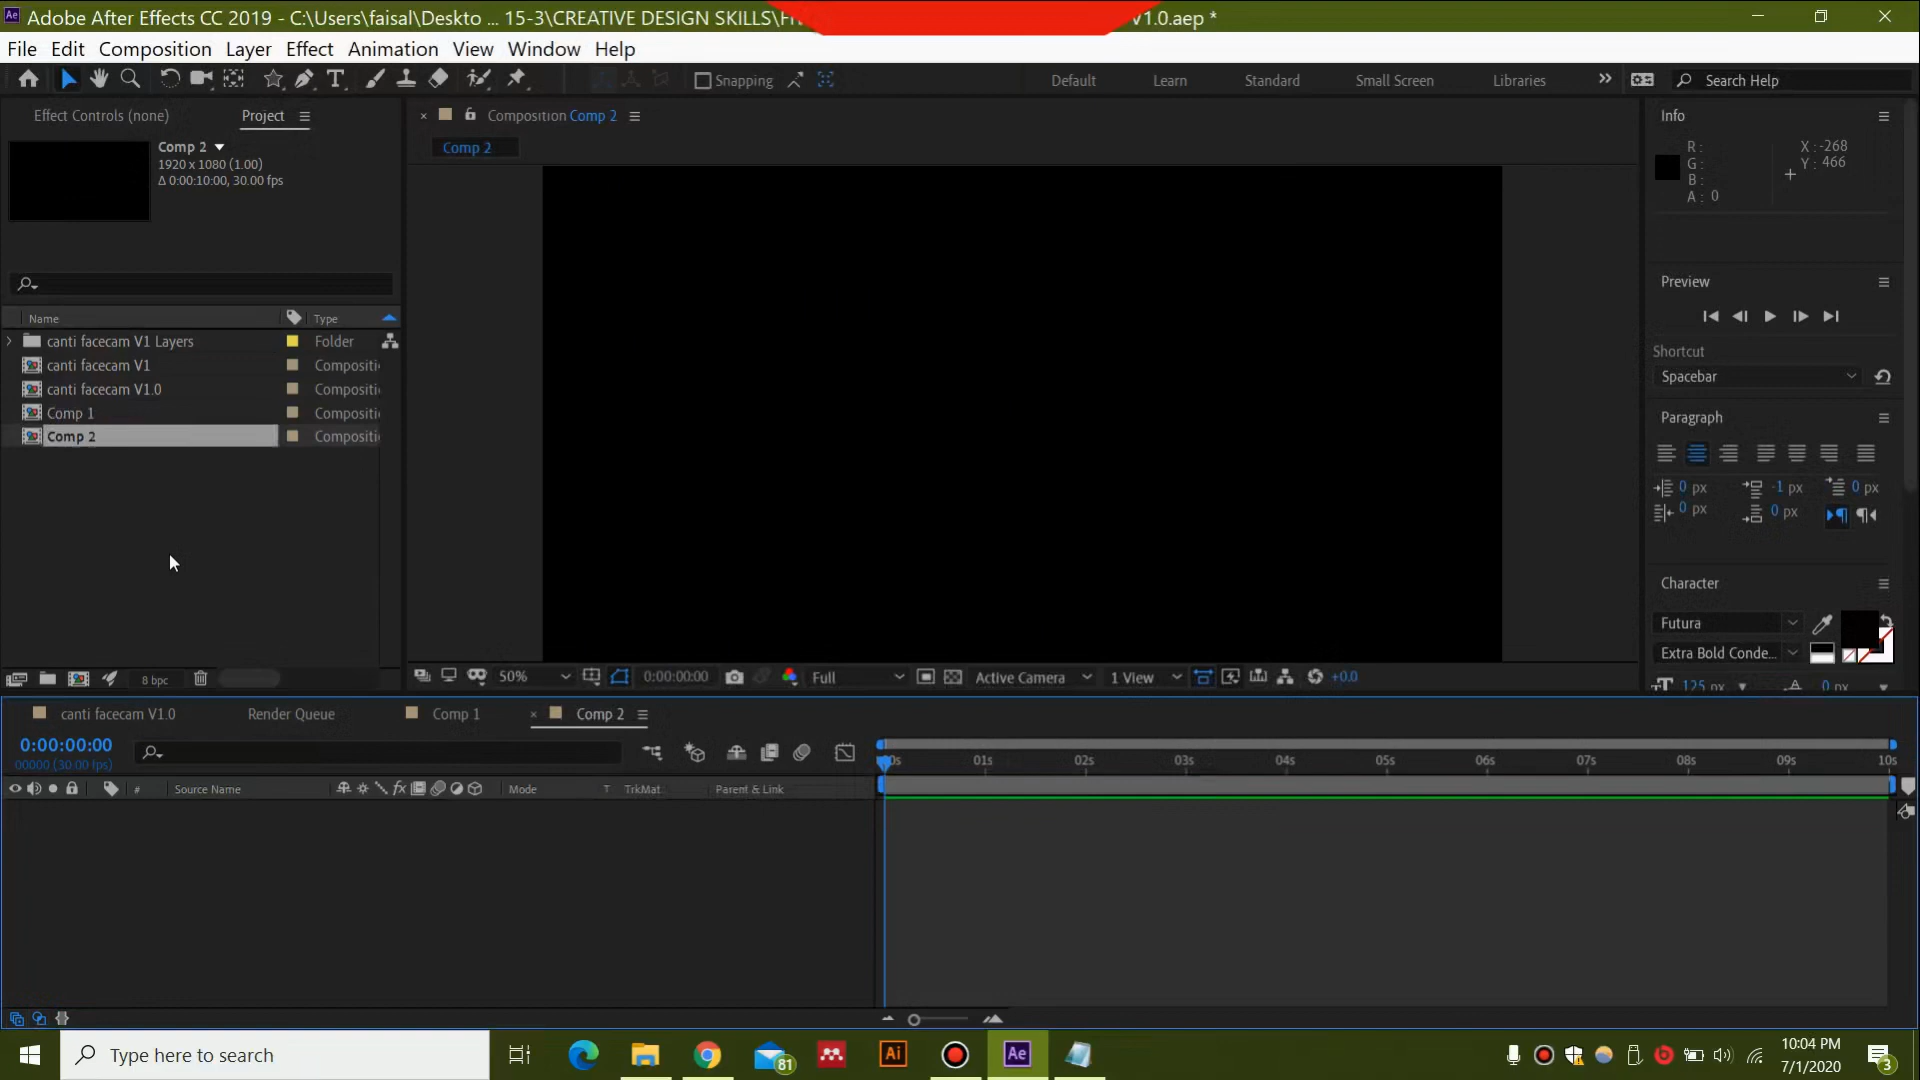 Adobe After Effects CC 2019 - C:\Users\faisal\Deskto ... 15-3\CREATIVE DESIGN SKILLS\
V1.0.aep *
File Edit Composition Layer Effect Animation View Window Help
Snapping
Default Learn Standard Small Screen Libraries
Search Help
Effect Controls (none) Project
Composition Comp 2
Info
Comp 2
1920 x 1080 (1.00)
Δ 0:00:10:00, 30.00 fps
Comp 2
R :
G :
B :
A : 0
X : -268
Y : 466
Preview
Name Type
canti facecam V1 Layers Folder
canti facecam V1 Compositi
canti facecam V1.0 Compositi
Comp 1 Compositi
Comp 2 Compositi
Shortcut
Spacebar
Paragraph
0 px -1 px 0 px
0 px 0 px
Character
Futura
Extra Bold Conde...
125 px 0 px
8 bpc
50% 0:00:00:00 Full Active Camera 1 View +0.0
canti facecam V1.0 Render Queue Comp 1 Comp 2
0:00:00:00
00000 (30.00 fps)
01s 02s 03s 04s 05s 06s 07s 08s 09s 10s
# Source Name fx Mode T TrkMat Parent & Link
Type here to search
81
Ai
Ae
10:04 PM
7/1/2020
3